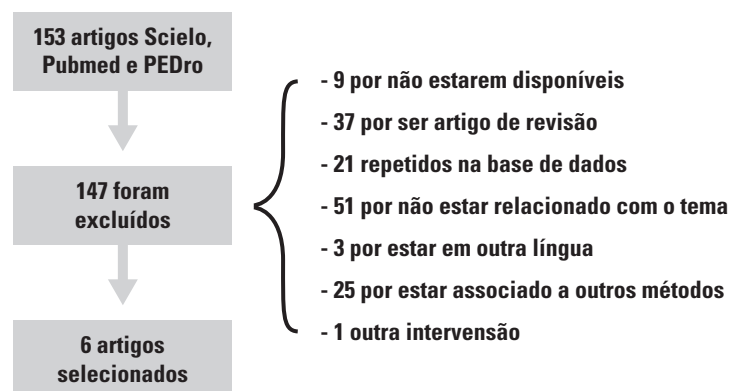 153 artigos Scielo,
Pubmed e PEDro
147 foram
excluídos
- 9 por não estarem disponíveis
- 37 por ser artigo de revisão
- 21 repetidos na base de dados
- 51 por não estar relacionado com o tema
- 3 por estar em outra língua
- 25 por estar associado a outros métodos
- 1 outra intervensão
6 artigos
selecionados